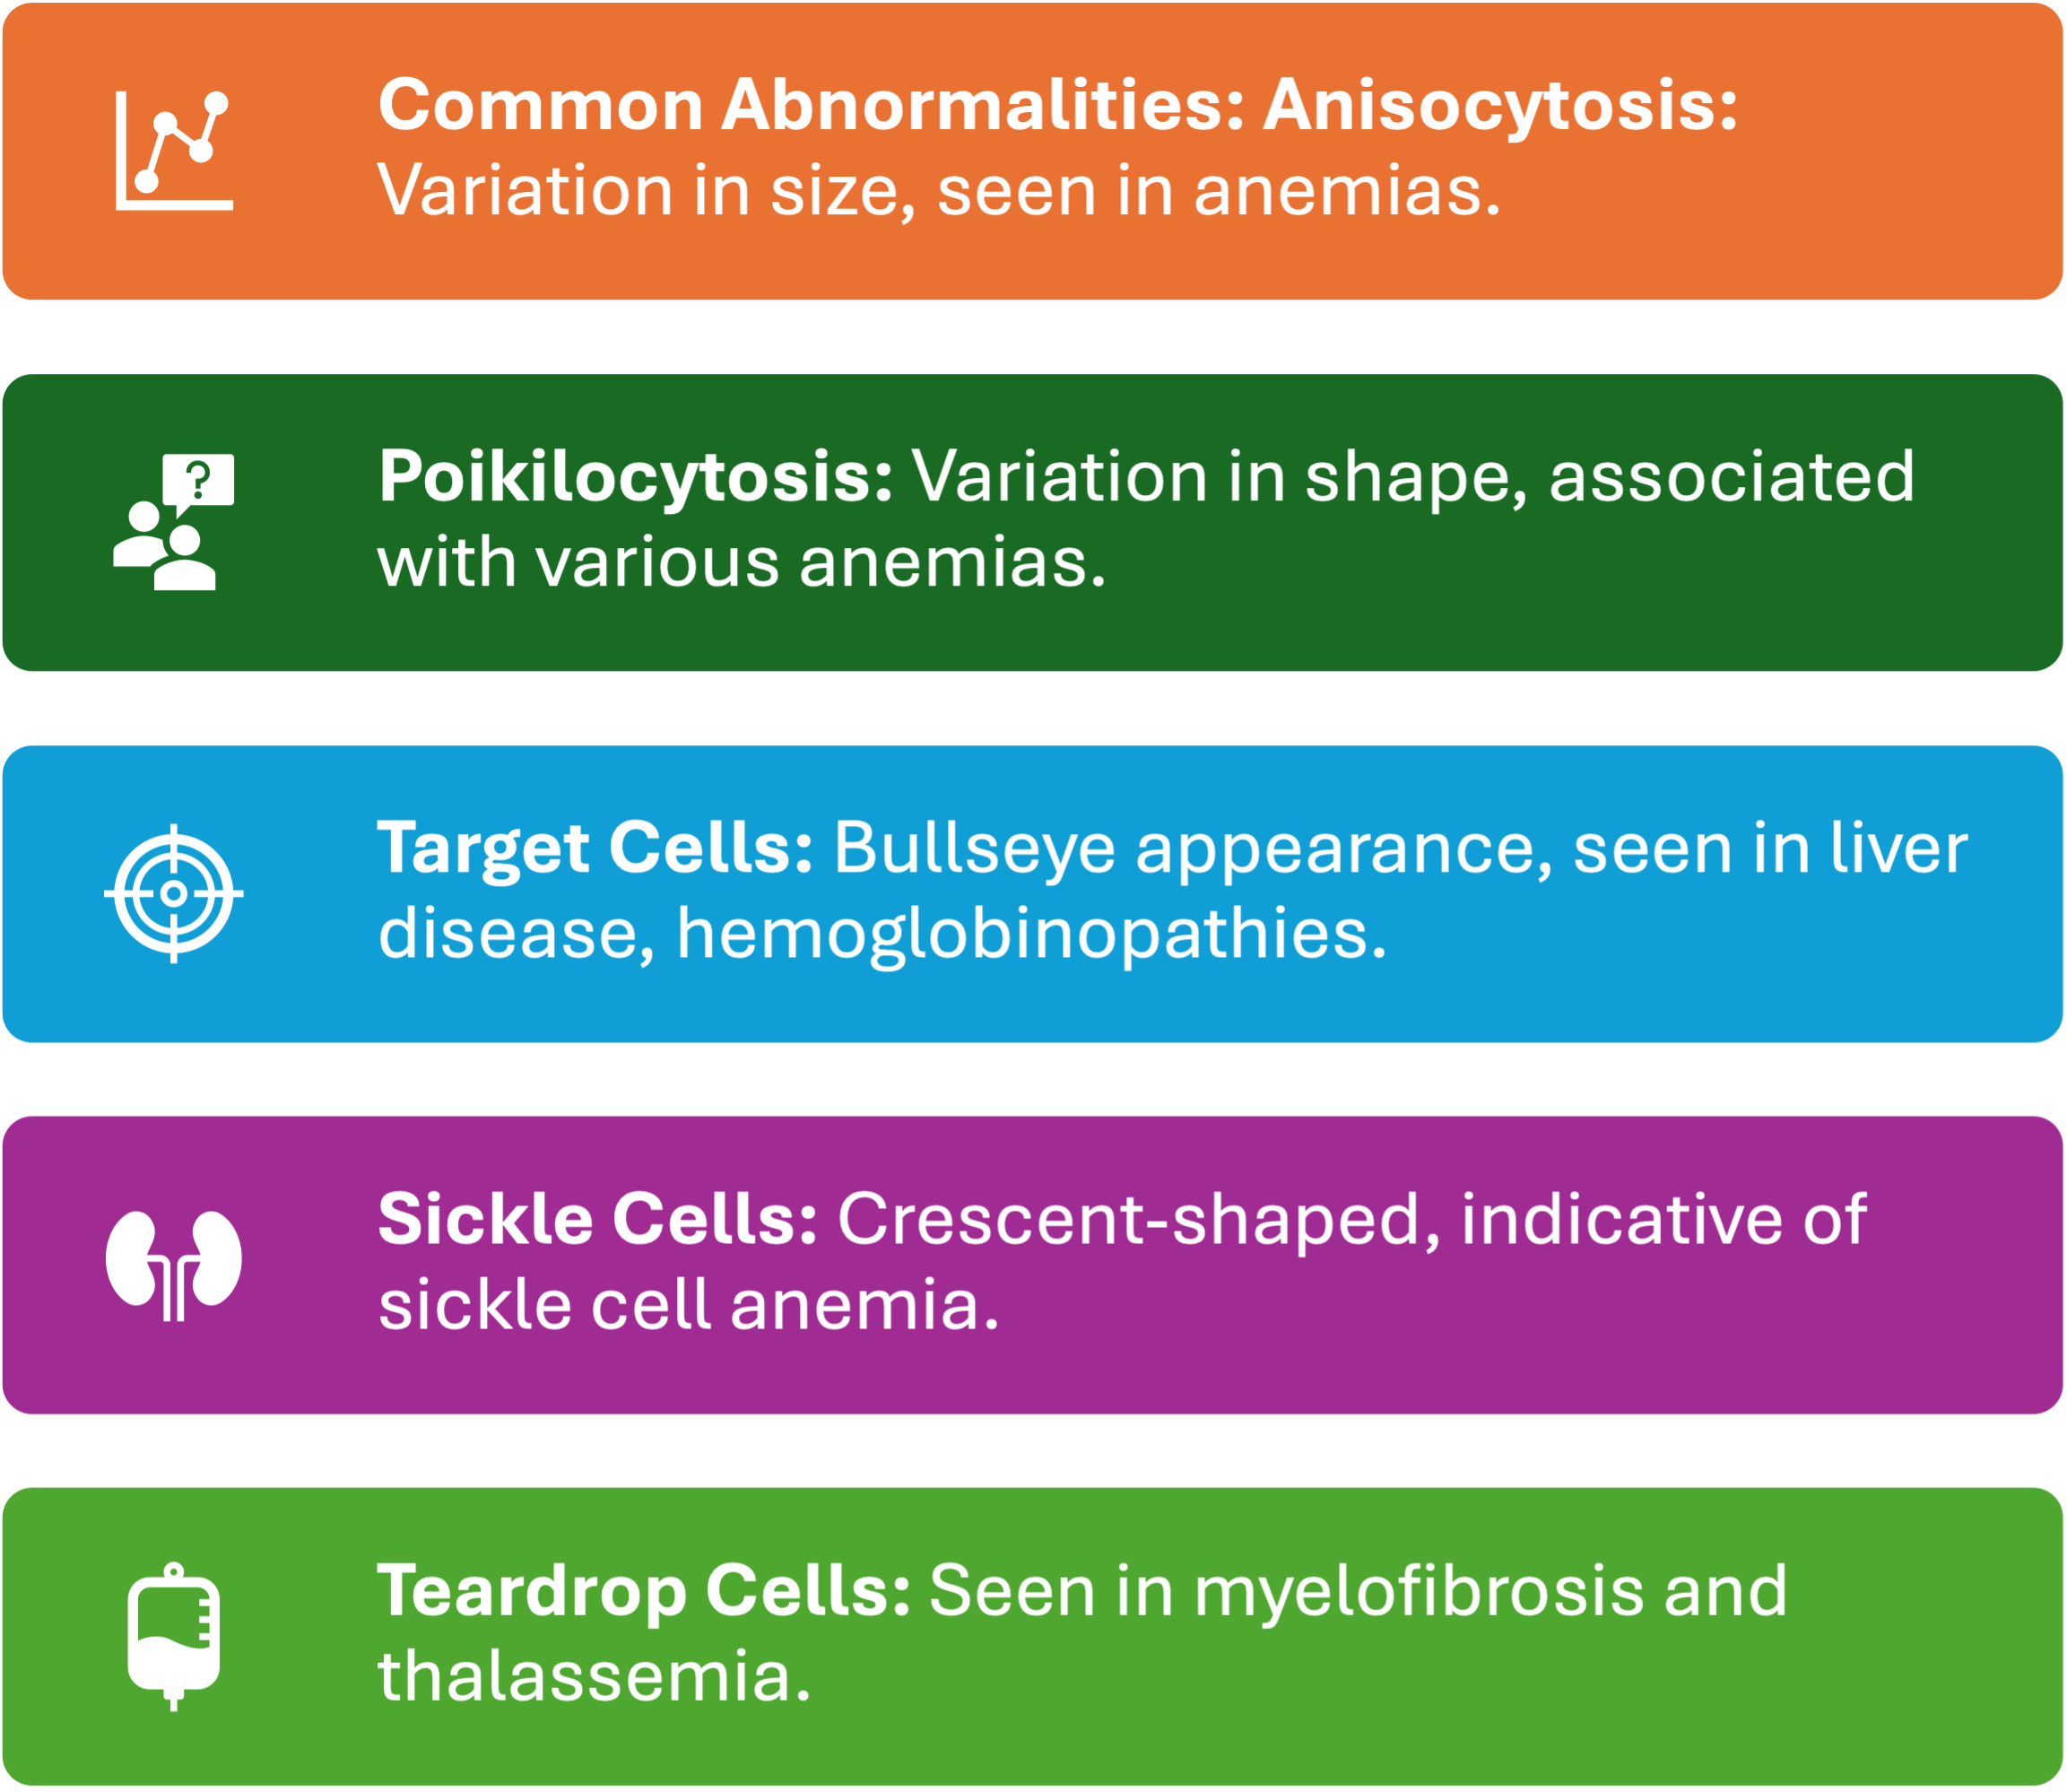 Common Abnormalities: Anisocytosis:
Variation in size, seen in anemias.
?
Poikilocytosis: Variation in shape, associated
with various anemias.
Target Cells: Bullseye appearance, seen in liver
disease, hemoglobinopathies.
Sickle Cells: Crescent-shaped, indicative of
sickle cell anemia.
Teardrop Cells: Seen in myelofibrosis and
thalassemia.